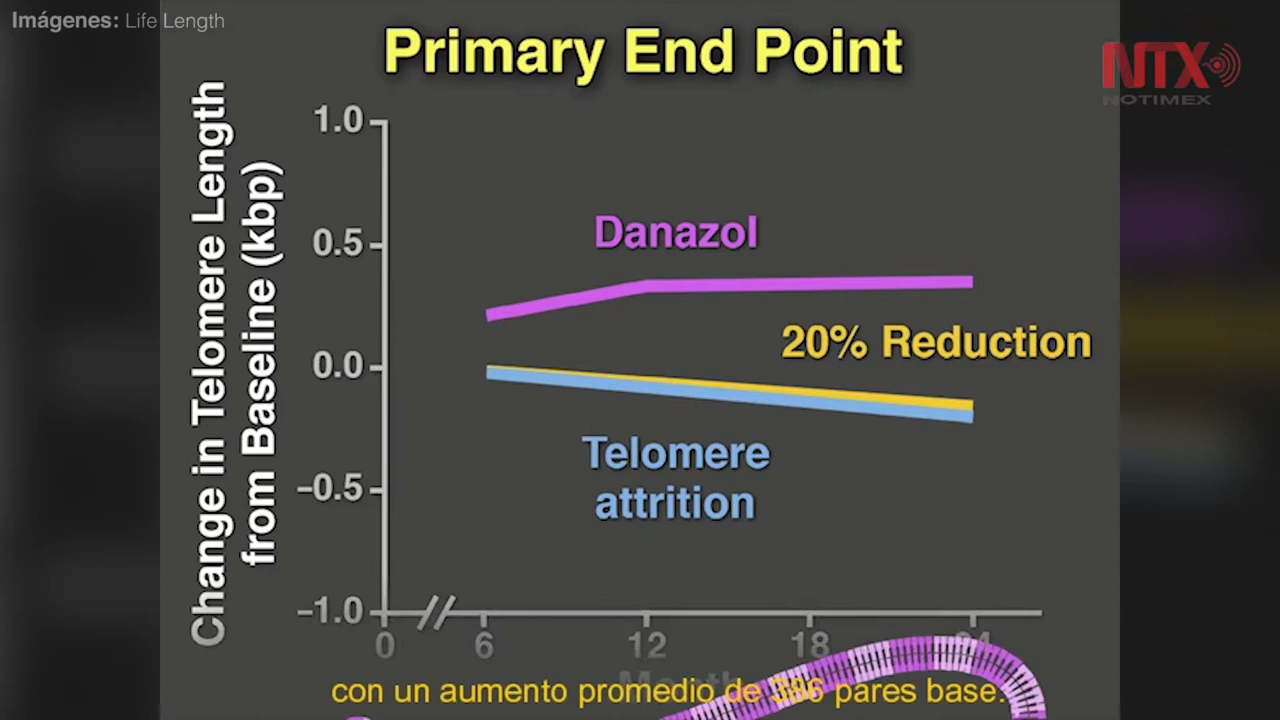 Imágenes: Life Length
NTX
NOTIMEX
Primary End Point
Change in Telomere Length
from Baseline (kbp)
1.0
0.5
0.0
−0.5
−1.0
Danazol
20% Reduction
Telomere
attrition
0 6 12 18 24
con un aumento promedio de 386 pares base.